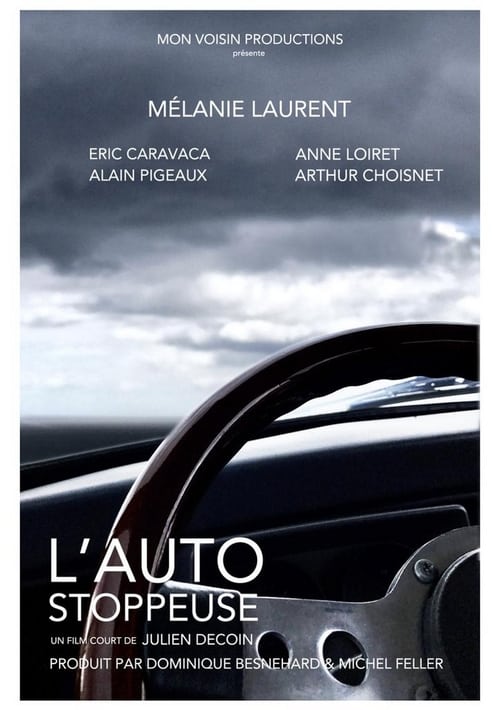 MON VOISIN PRODUCTIONS
présente
MÉLANIE LAURENT
ERIC CARAVACA
ANNE LOIRET
ALAIN PIGEAUX
ARTHUR CHOISNET
L'AUTO
STOPPEUSE
UN FILM COURT DE JULIEN DECOIN
PRODUIT PAR DOMINIQUE BESNEHARD & MICHEL FELLER